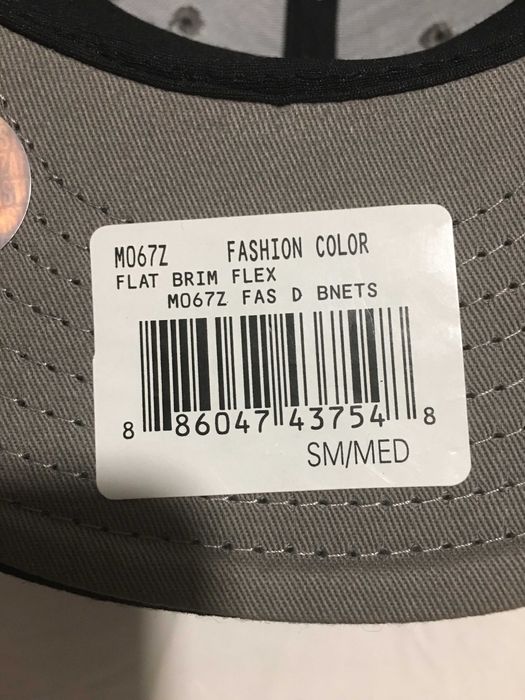 M067Z FASHION COLOR
FLAT BRIM FLEX
M067Z FAS D BNETS
8 86047 43754 8
SM/MED